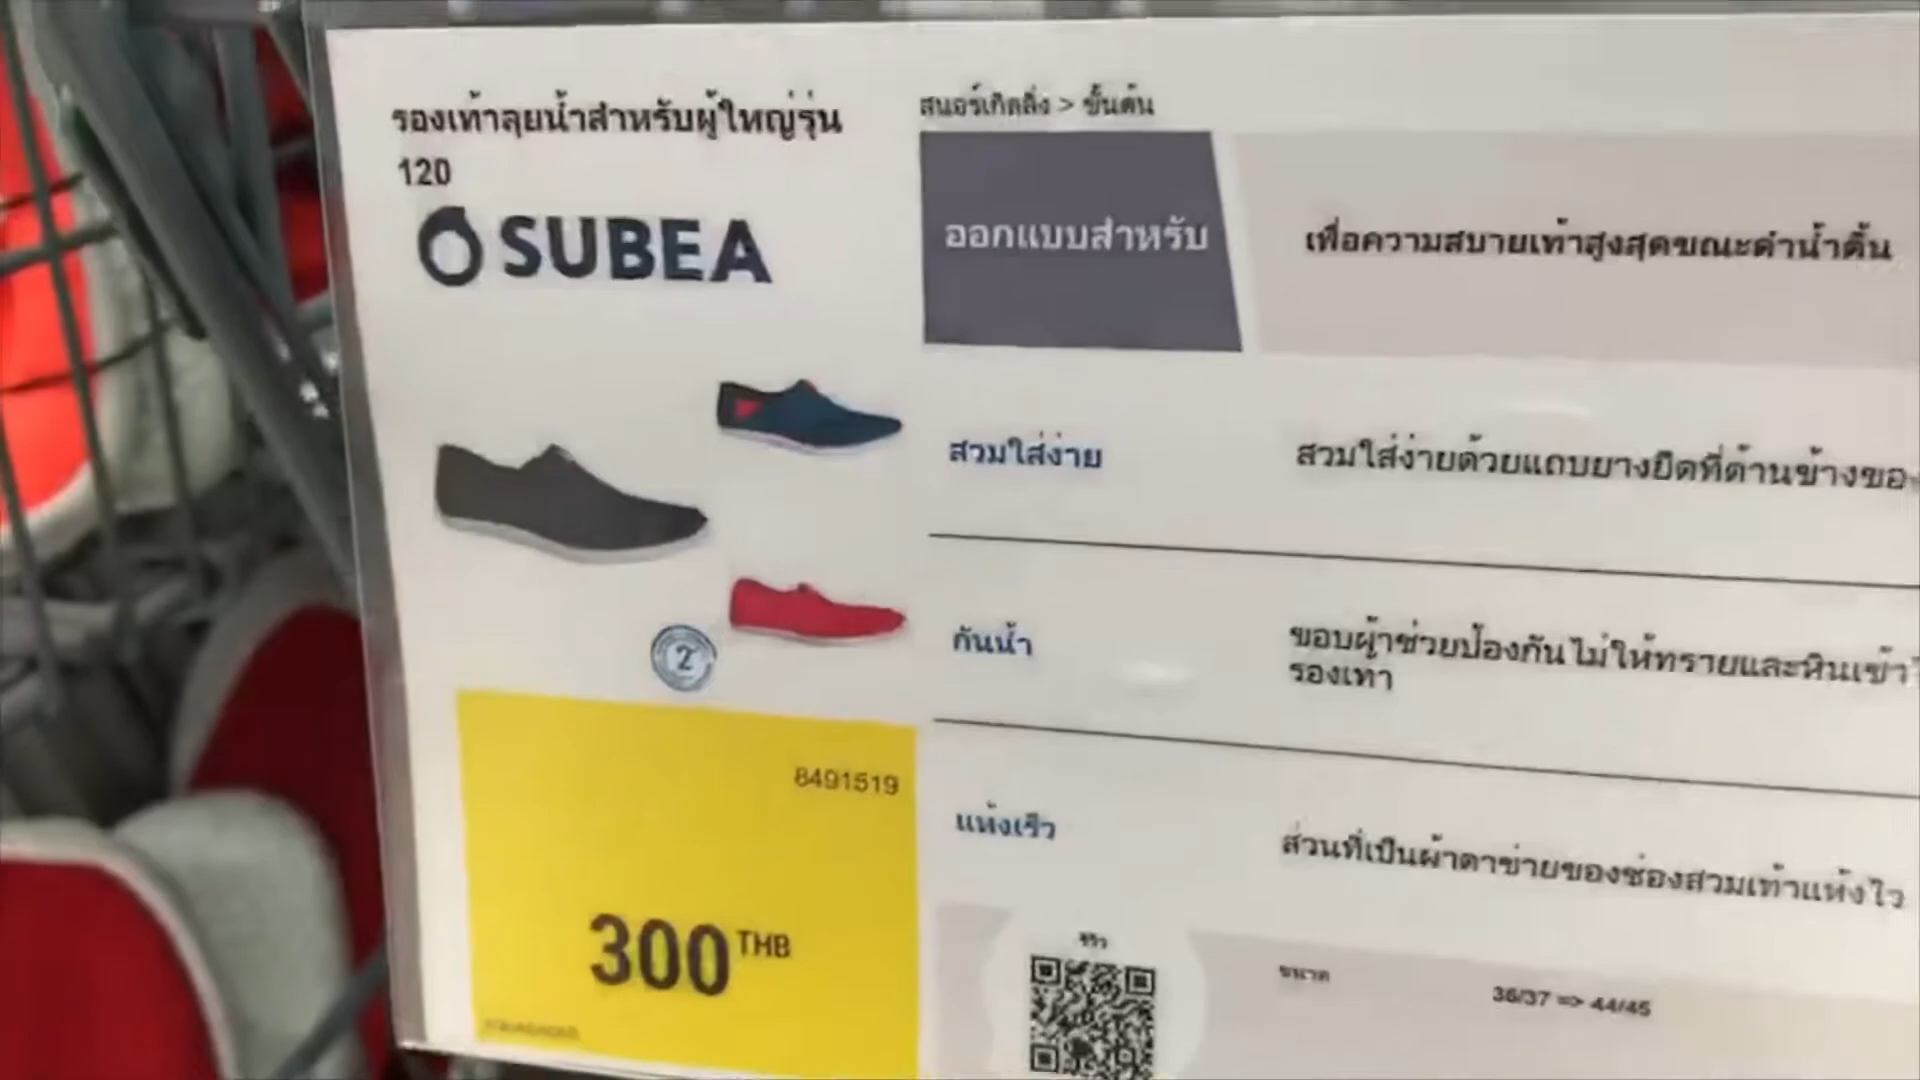 รองเท้าลุยน้ำสำหรับผู้ใหญ่รุ่น
120
SUBEA
สนอร์เกิลลิ่ง > ขั้นต้น
ออกแบบสำหรับ
เพื่อความสบายเท้าสูงสุดขณะดำน้ำตื้น
สวมใส่ง่าย
สวมใส่ง่ายด้วยแถบยางยืดที่ด้านข้างขอ
กันน้ำ
ขอบผ้าช่วยป้องกันไม่ให้ทรายและหินเข้า
รองเท้า
2
8491519
แห้งเร็ว
ส่วนที่เป็นผ้าตาข่ายของช่องสวมเท้าแห้งไว
300 THB
รีวิว
ขนาด
36/37 => 44/45